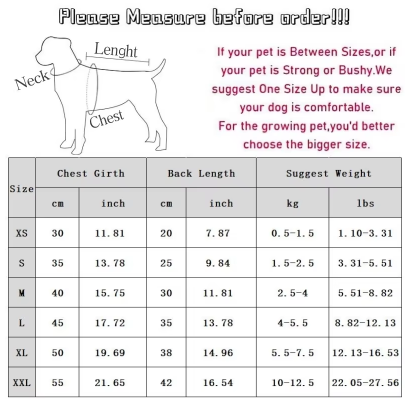 Please Measure before order!!!
Lenght
Neck
Chest
If your pet is Between Sizes,or if
your pet is Strong or Bushy.We
suggest One Size Up to make sure
your dog is comfortable.
For the growing pet,you'd better
choose the bigger size.
Size Chest Girth Back Length Suggest Weight
cm inch cm inch kg lbs
XS 30 11.81 20 7.87 0.5-1.5 1.10-3.31
S 35 13.78 25 9.84 1.5-2.5 3.31-5.51
M 40 15.75 30 11.81 2.5-4 5.51-8.82
L 45 17.72 35 13.78 4-5.5 8.82-12.13
XL 50 19.69 38 14.96 5.5-7.5 12.13-16.53
XXL 55 21.65 42 16.54 10-12.5 22.05-27.56